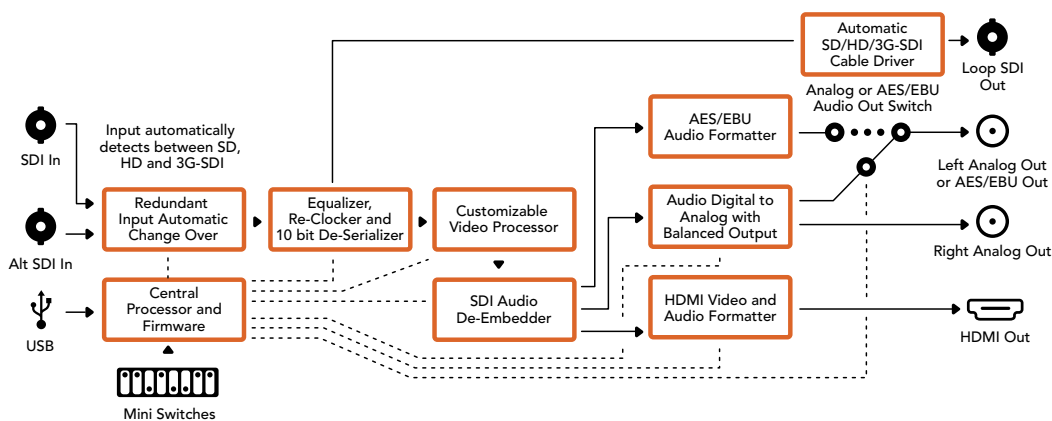 Automatic
SD/HD/3G-SDI
Cable Driver
Loop SDI
Out
Analog or AES/EBU
Audio Out Switch
SDI In
Input automatically
detects between SD,
HD and 3G-SDI
AES/EBU
Audio Formatter
Left Analog Out
or AES/EBU Out
Alt SDI In
Redundant
Input Automatic
Change Over
Equalizer,
Re-Clocker and
10 bit De-Serializer
Customizable
Video Processor
Audio Digital to
Analog with
Balanced Output
Right Analog Out
USB
Central
Processor and
Firmware
SDI Audio
De-Embedder
HDMI Video and
Audio Formatter
HDMI Out
Mini Switches